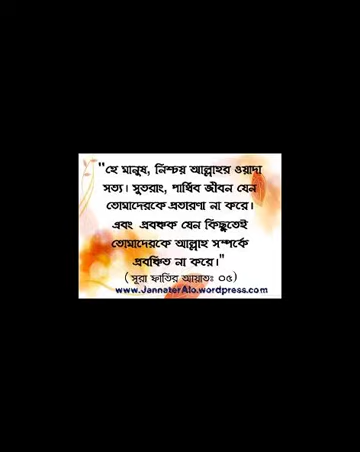 "হে মানুষ, নিশ্চয় আল্লাহর ওয়াদা
সত্য। সুতরাং, পার্থিব জীবন যেন
তোমাদেরকে প্রতারণা না করে।
এবং প্রবঞ্চক যেন কিছুতেই
তোমাদেরকে আল্লাহ সম্পর্কে
প্রবঞ্চিত না করে।"
(সূরা ফাতির আয়াতঃ ০৫)
www.JannaterAlo.wordpress.com